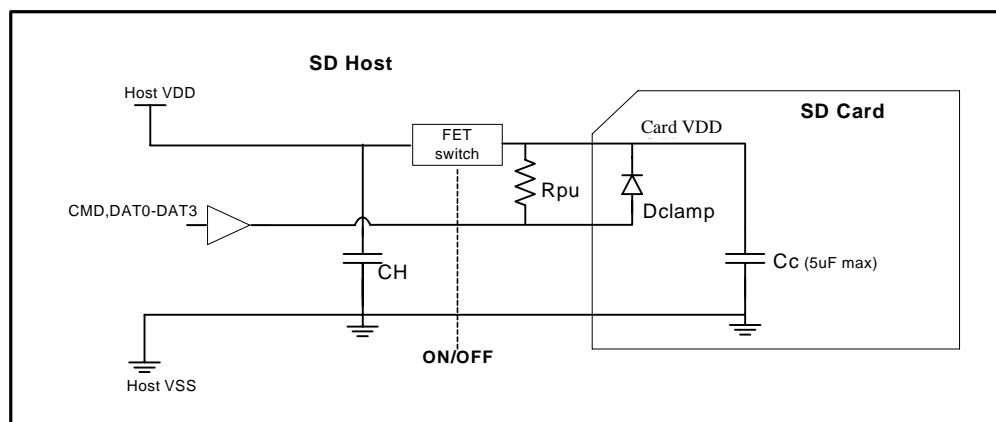 SD Host
Host VDD
SD Card
Card VDD
FET
switch
Rpu
Dclamp
CMD,DAT0-DAT3
CH
Cc (5uF max)
ON/OFF
Host VSS